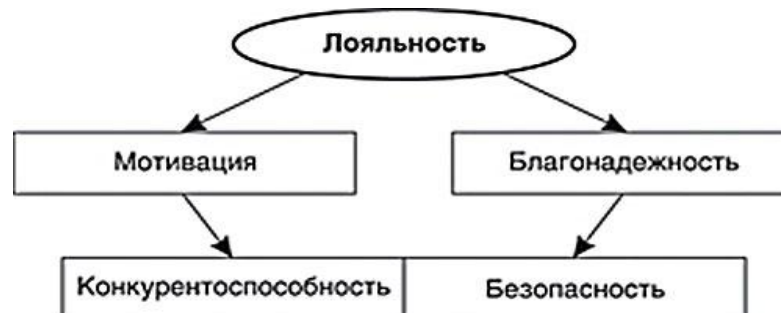 Лояльность
Мотивация
Благонадежность
Конкурентоспособность
Безопасность